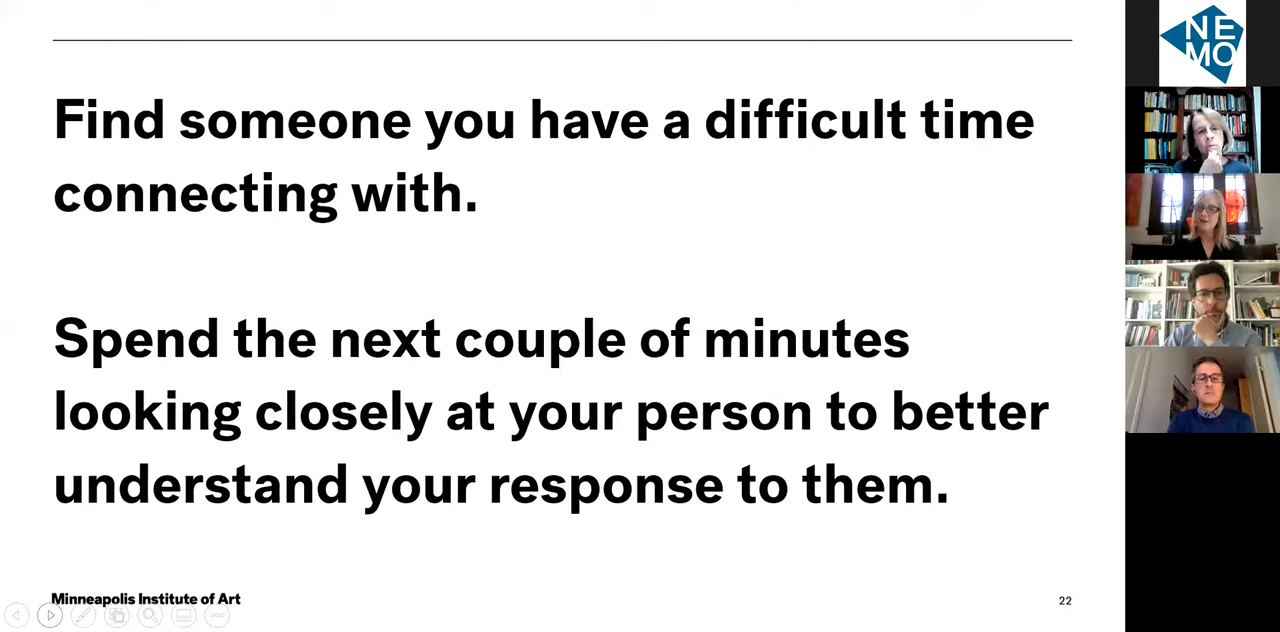 Find someone you have a difficult time
connecting with.
Spend the next couple of minutes
looking closely at your person to better
understand your response to them.
Minneapolis Institute of Art
22
NE
MO